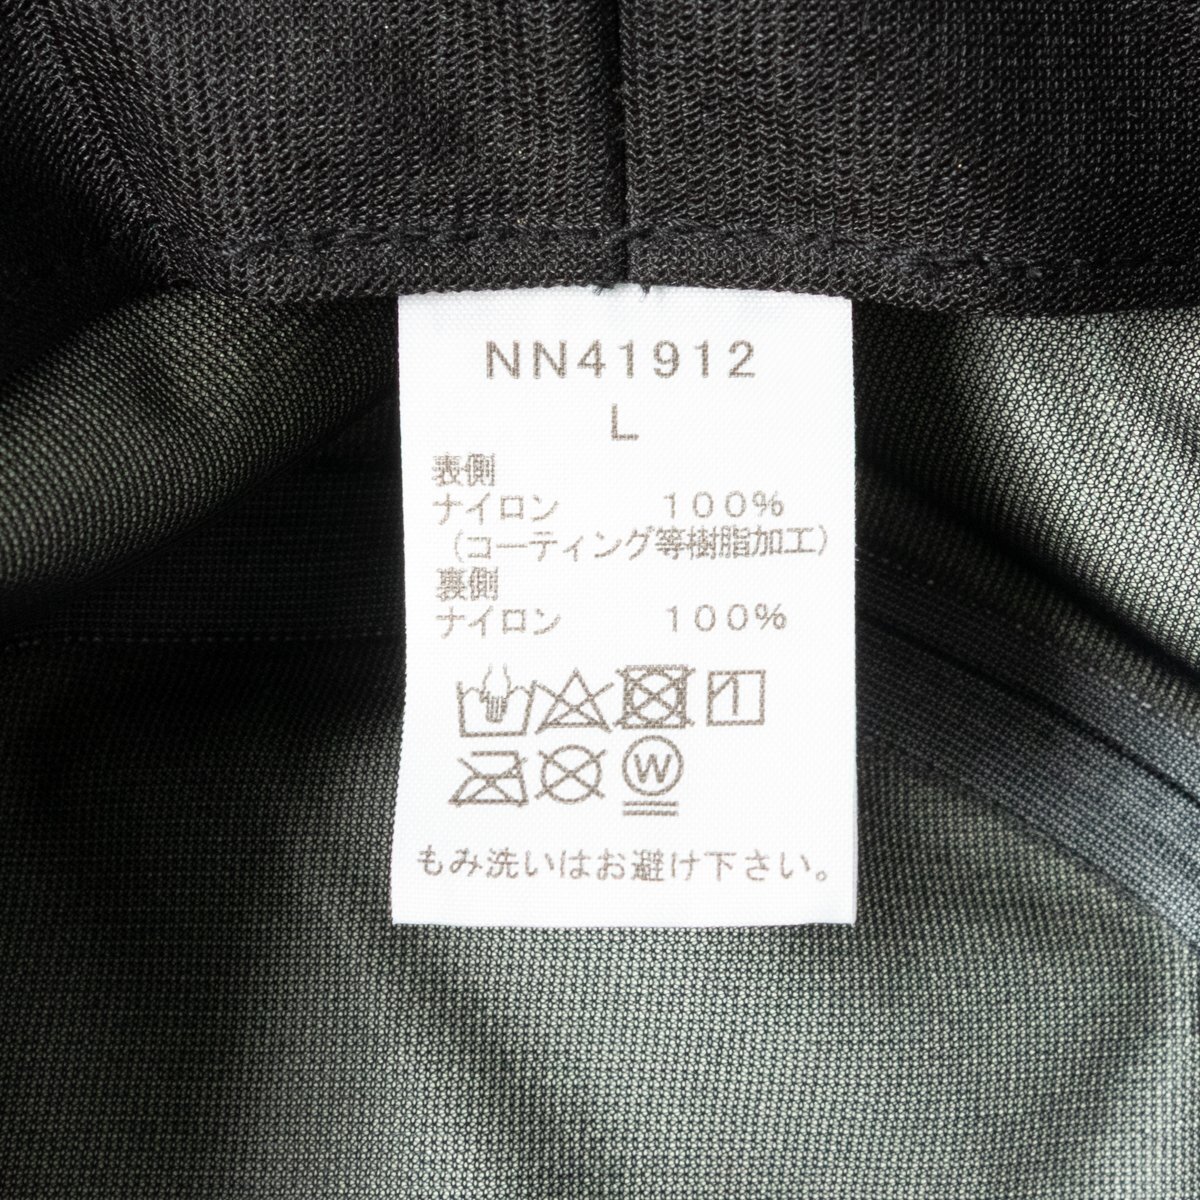 NN41912
L
表側
ナイロン 100%
(コーティング等樹脂加工)
裏側
ナイロン 100%
W
もみ洗いはお避け下さい。